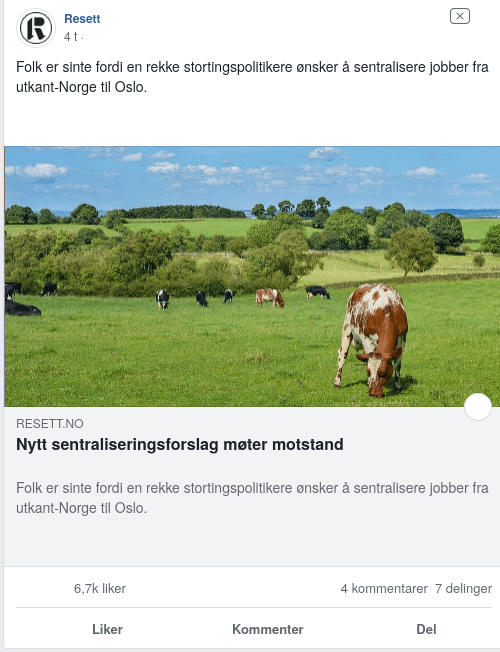 Resett
4 t ·
Folk er sinte fordi en rekke stortingspolitikere ønsker å sentralisere jobber fra
utkant-Norge til Oslo.
RESETT.NO
Nytt sentraliseringsforslag møter motstand
Folk er sinte fordi en rekke stortingspolitikere ønsker å sentralisere jobber fra
utkant-Norge til Oslo.
6,7k liker 4 kommentarer 7 delinger
Liker Kommenter Del